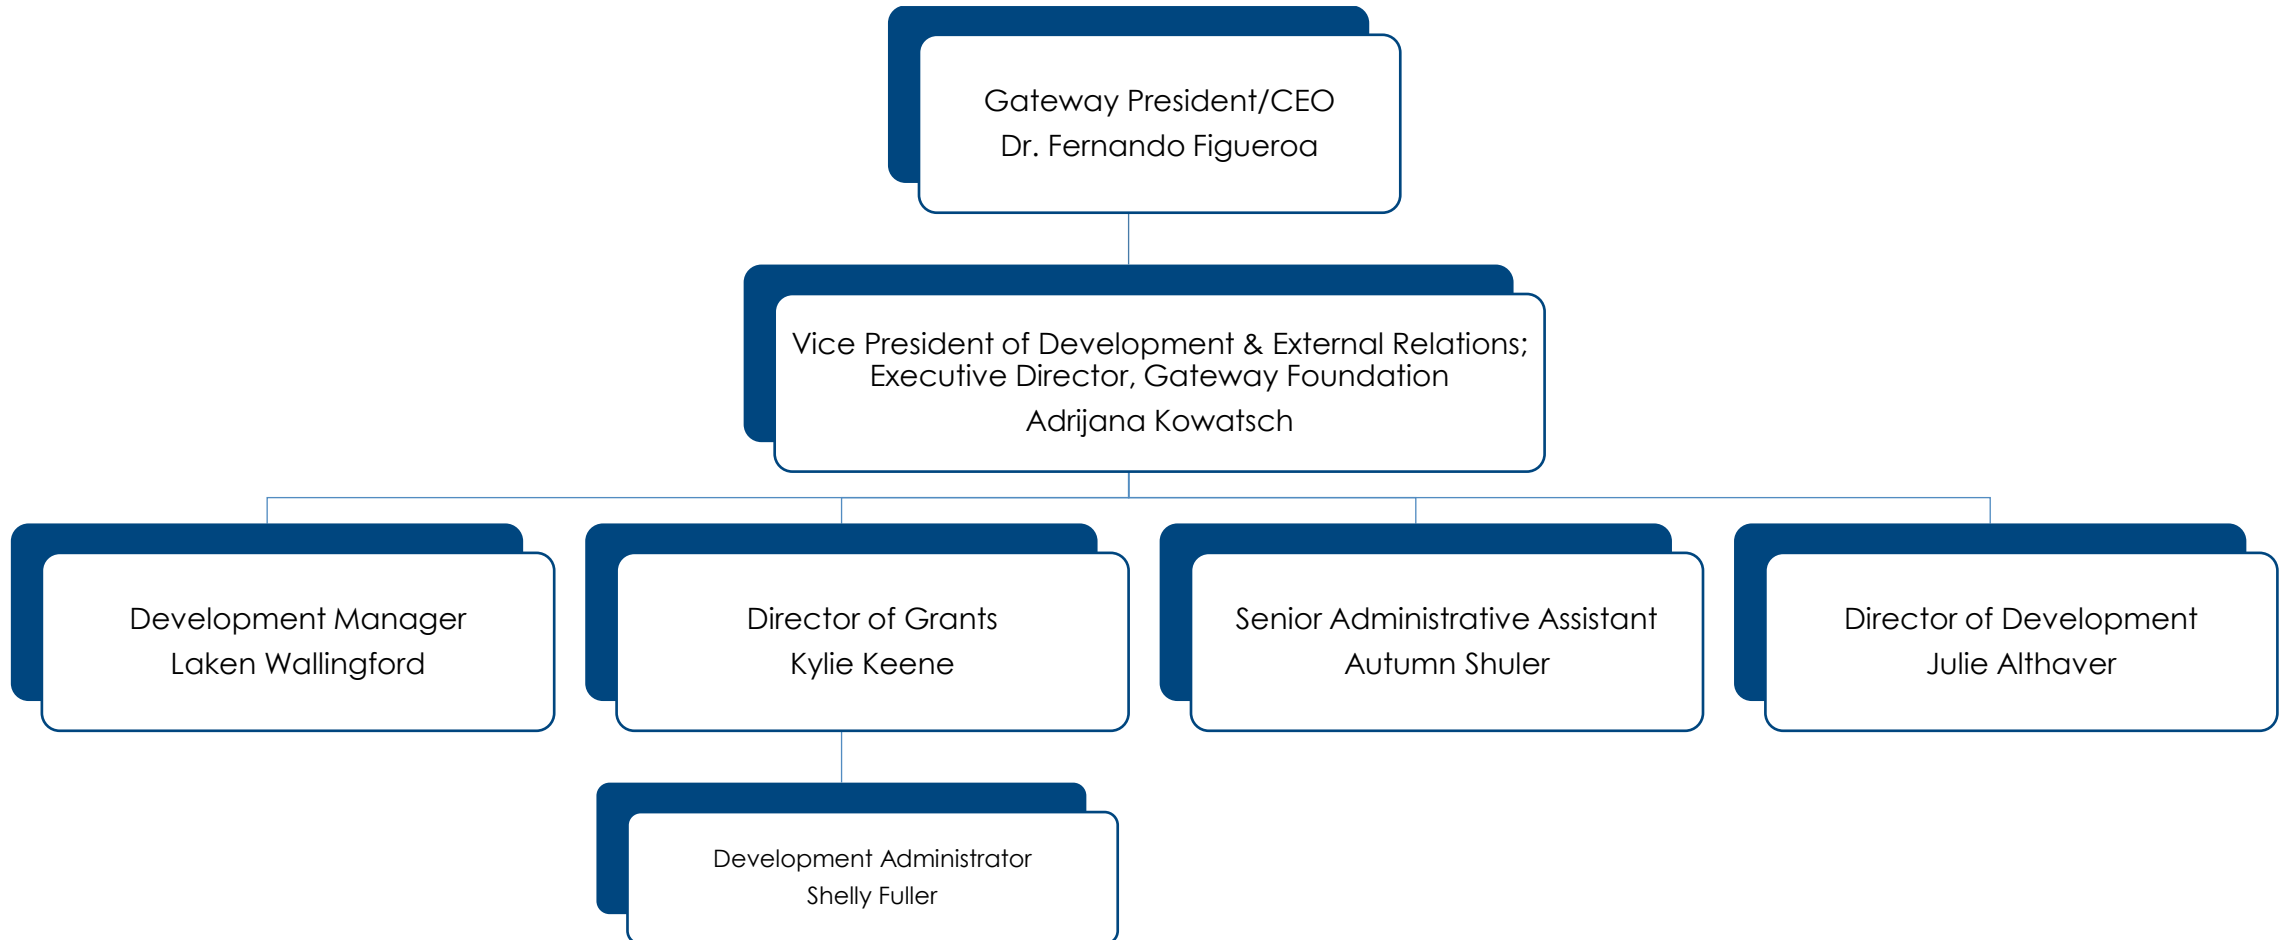 Gateway President/CEO
Dr. Fernando Figueroa
Vice President of Development & External Relations;
Executive Director, Gateway Foundation
Adrijana Kowatsch
Development Manager
Laken Wallingford
Director of Grants
Kylie Keene
Senior Administrative Assistant
Autumn Shuler
Director of Development
Julie Althaver
Development Administrator
Shelly Fuller